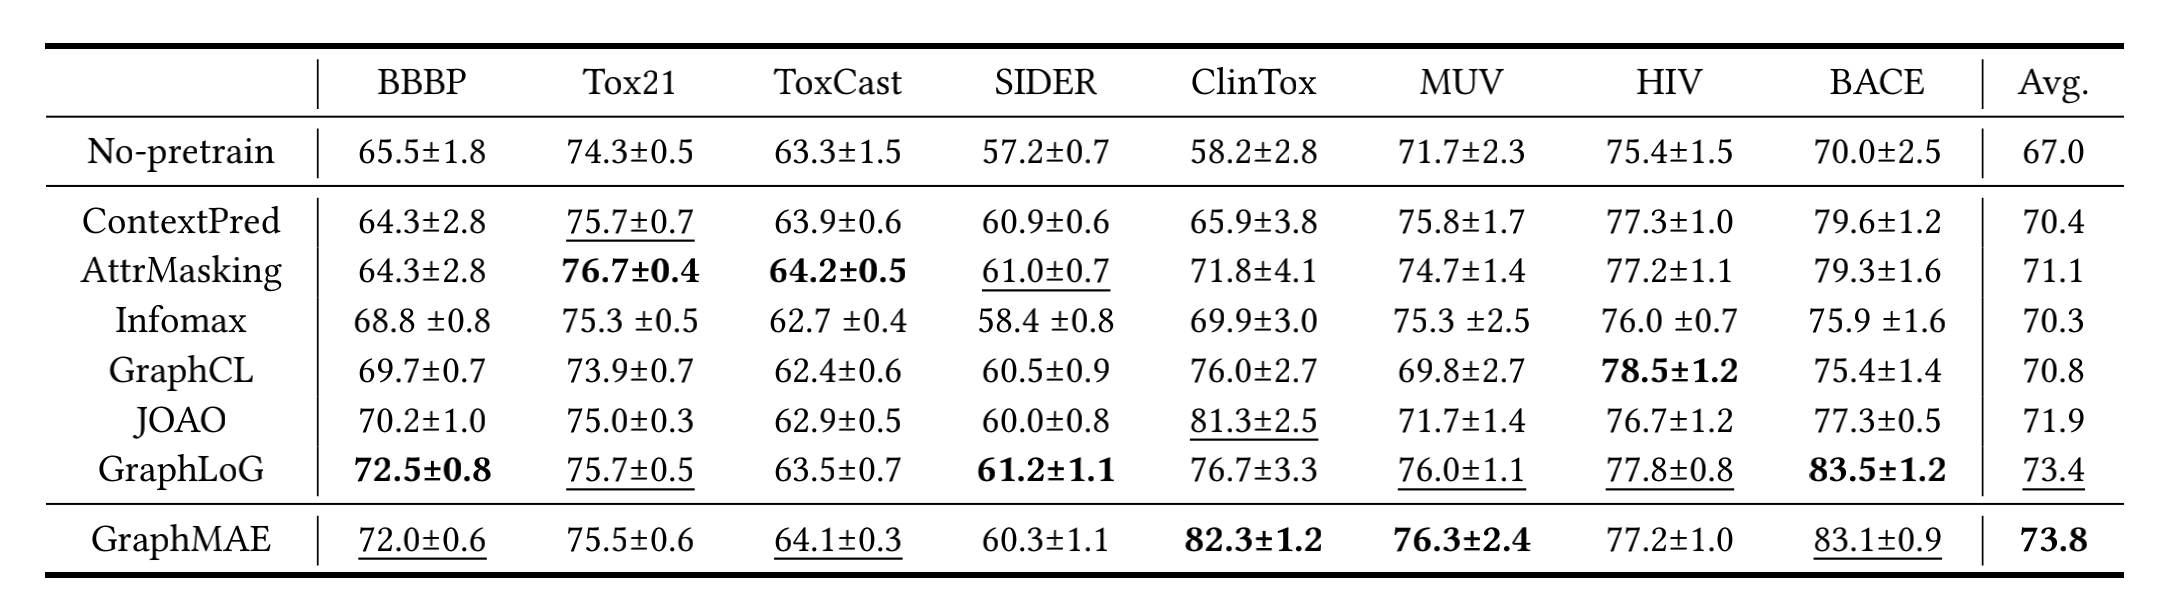 BBBP Tox21 ToxCast SIDER ClinTox MUV HIV BACE Avg.
No-pretrain 65.5±1.8 74.3±0.5 63.3±1.5 57.2±0.7 58.2±2.8 71.7±2.3 75.4±1.5 70.0±2.5 67.0
ContextPred 64.3±2.8 75.7±0.7 63.9±0.6 60.9±0.6 65.9±3.8 75.8±1.7 77.3±1.0 79.6±1.2 70.4
AttrMasking 64.3±2.8 76.7±0.4 64.2±0.5 61.0±0.7 71.8±4.1 74.7±1.4 77.2±1.1 79.3±1.6 71.1
Infomax 68.8 ±0.8 75.3 ±0.5 62.7 ±0.4 58.4 ±0.8 69.9±3.0 75.3 ±2.5 76.0 ±0.7 75.9 ±1.6 70.3
GraphCL 69.7±0.7 73.9±0.7 62.4±0.6 60.5±0.9 76.0±2.7 69.8±2.7 78.5±1.2 75.4±1.4 70.8
JOAO 70.2±1.0 75.0±0.3 62.9±0.5 60.0±0.8 81.3±2.5 71.7±1.4 76.7±1.2 77.3±0.5 71.9
GraphLoG 72.5±0.8 75.7±0.5 63.5±0.7 61.2±1.1 76.7±3.3 76.0±1.1 77.8±0.8 83.5±1.2 73.4
GraphMAE 72.0±0.6 75.5±0.6 64.1±0.3 60.3±1.1 82.3±1.2 76.3±2.4 77.2±1.0 83.1±0.9 73.8